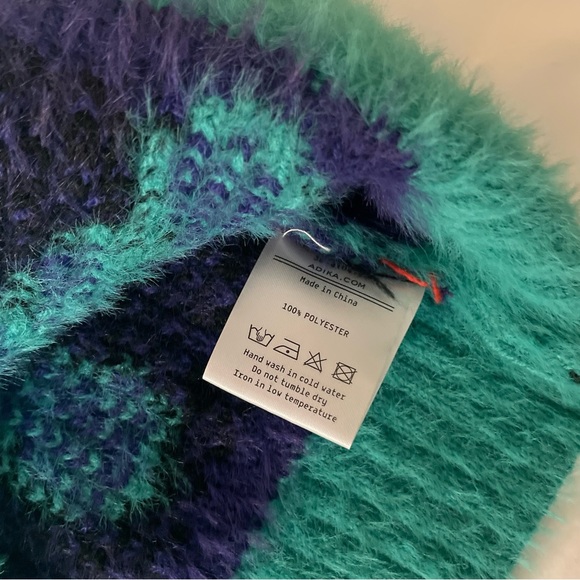 ADIKA.COM
Made in China
100% POLYESTER
Hand wash in cold water
Do not tumble dry
Iron in low temperature